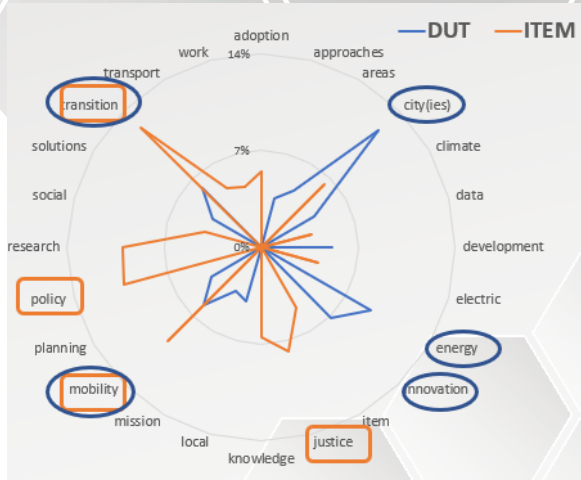 DUT
ITEM
adoption
approaches
areas
city(ies)
climate
data
development
electric
energy
nnovation
item
justice
knowledge
local
mission
mobility
planning
policy
research
social
solutions
transition
transport
work
14%
7%
0%